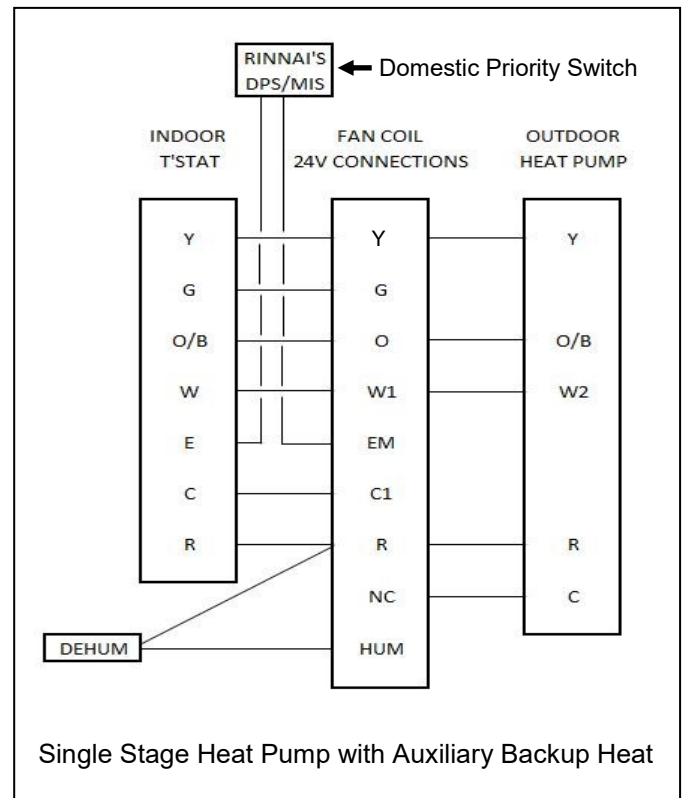 RINNAI'S
DPS/MIS
Domestic Priority Switch
INDOOR
T'STAT
FAN COIL
24V CONNECTIONS
OUTDOOR
HEAT PUMP
Y
Y
Y
G
G
O/B
O
O/B
W
W1
W2
E
EM
C
C1
R
R
R
NC
C
DEHUM
HUM
Single Stage Heat Pump with Auxiliary Backup Heat